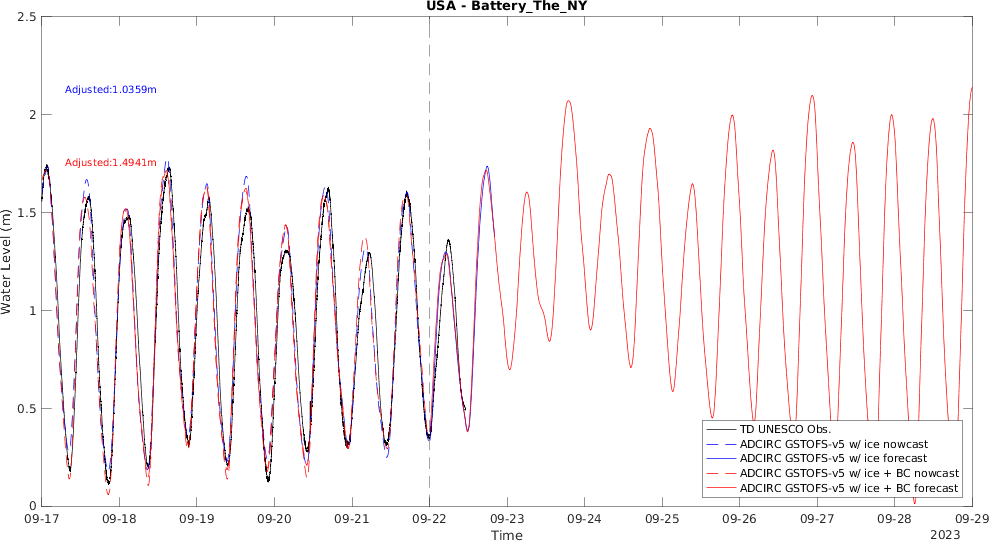 USA - Battery_The_NY
2.5
2
1.5
1
0.5
0
Water Level (m)
Adjusted:1.0359m
Adjusted:1.4941m
TD UNESCO Obs.
ADCIRC GSTOFS-v5 w/ ice nowcast
ADCIRC GSTOFS-v5 w/ ice forecast
ADCIRC GSTOFS-v5 w/ ice + BC nowcast
ADCIRC GSTOFS-v5 w/ ice + BC forecast
09-17 09-18 09-19 09-20 09-21 09-22 09-23 09-24 09-25 09-26 09-27 09-28 09-29
Time
2023